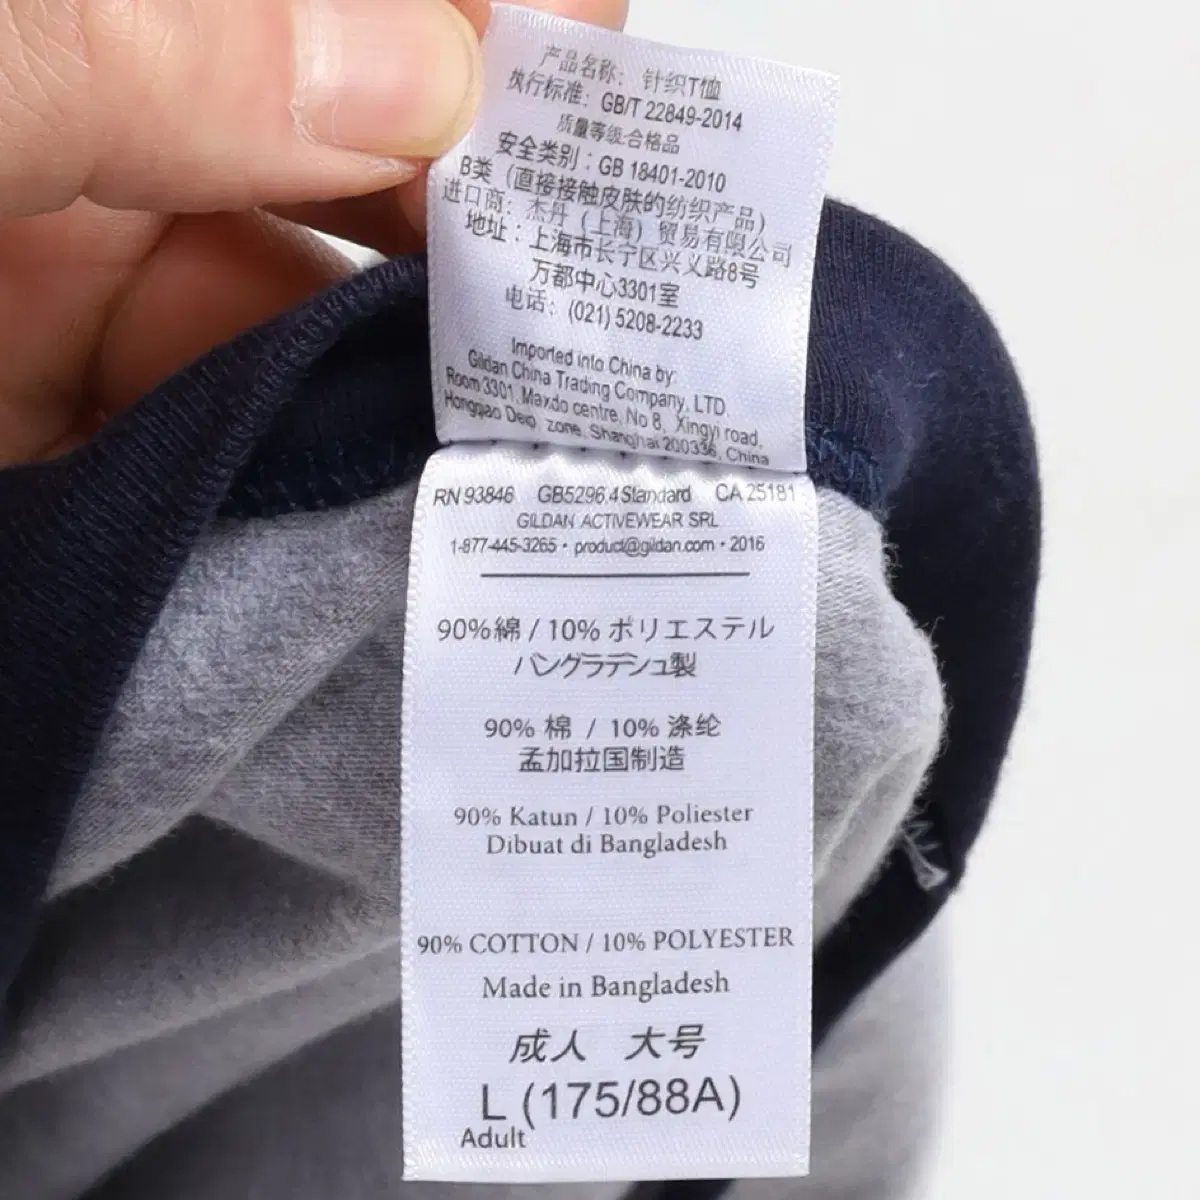 产品名称：针织T恤
执行标准：GB/T 22849-2014
质量等级:合格品
安全类别：GB 18401-2010
B类（直接接触皮肤的纺织产品）
进口商：杰丹（上海）贸易有限公司
地址：上海市长宁区兴义路8号
万都中心3301室
电话：(021) 5208-2233
Imported into China by:
Gildan China Trading Company, LTD.
Room 3301, Maxdo centre, No 8, Xingyi road,
Hongqiao Dev. zone, Shanghai 200336, China
RN 93846 GB5296.4 Standard CA 25181
GILDAN ACTIVEWEAR SRL
1-877-445-3265 • product@gildan.com • 2016
90%綿 / 10% ポリエステル
バングラデシュ製
90% 棉 / 10% 涤纶
孟加拉国制造
90% Katun / 10% Poliester
Dibuat di Bangladesh
90% COTTON / 10% POLYESTER
Made in Bangladesh
成人 大号
L (175/88A)
Adult